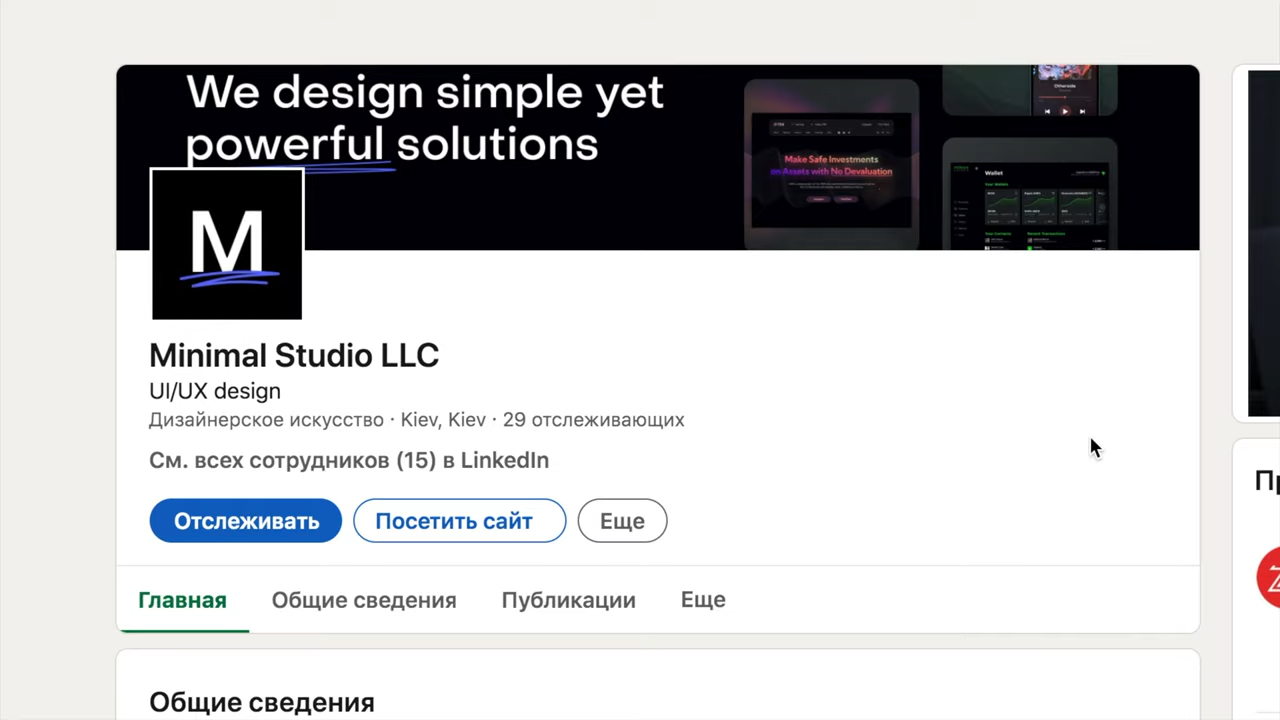 We design simple yet
powerful solutions
Make Safe Investments
on Assets with No Devaluation
Wallet
M
Minimal Studio LLC
UI/UX design
Дизайнерское искусство · Kiev, Kiev · 29 отслеживающих
См. всех сотрудников (15) в LinkedIn
Отслеживать
Посетить сайт
Еще
Главная
Общие сведения
Публикации
Еще
Общие сведения